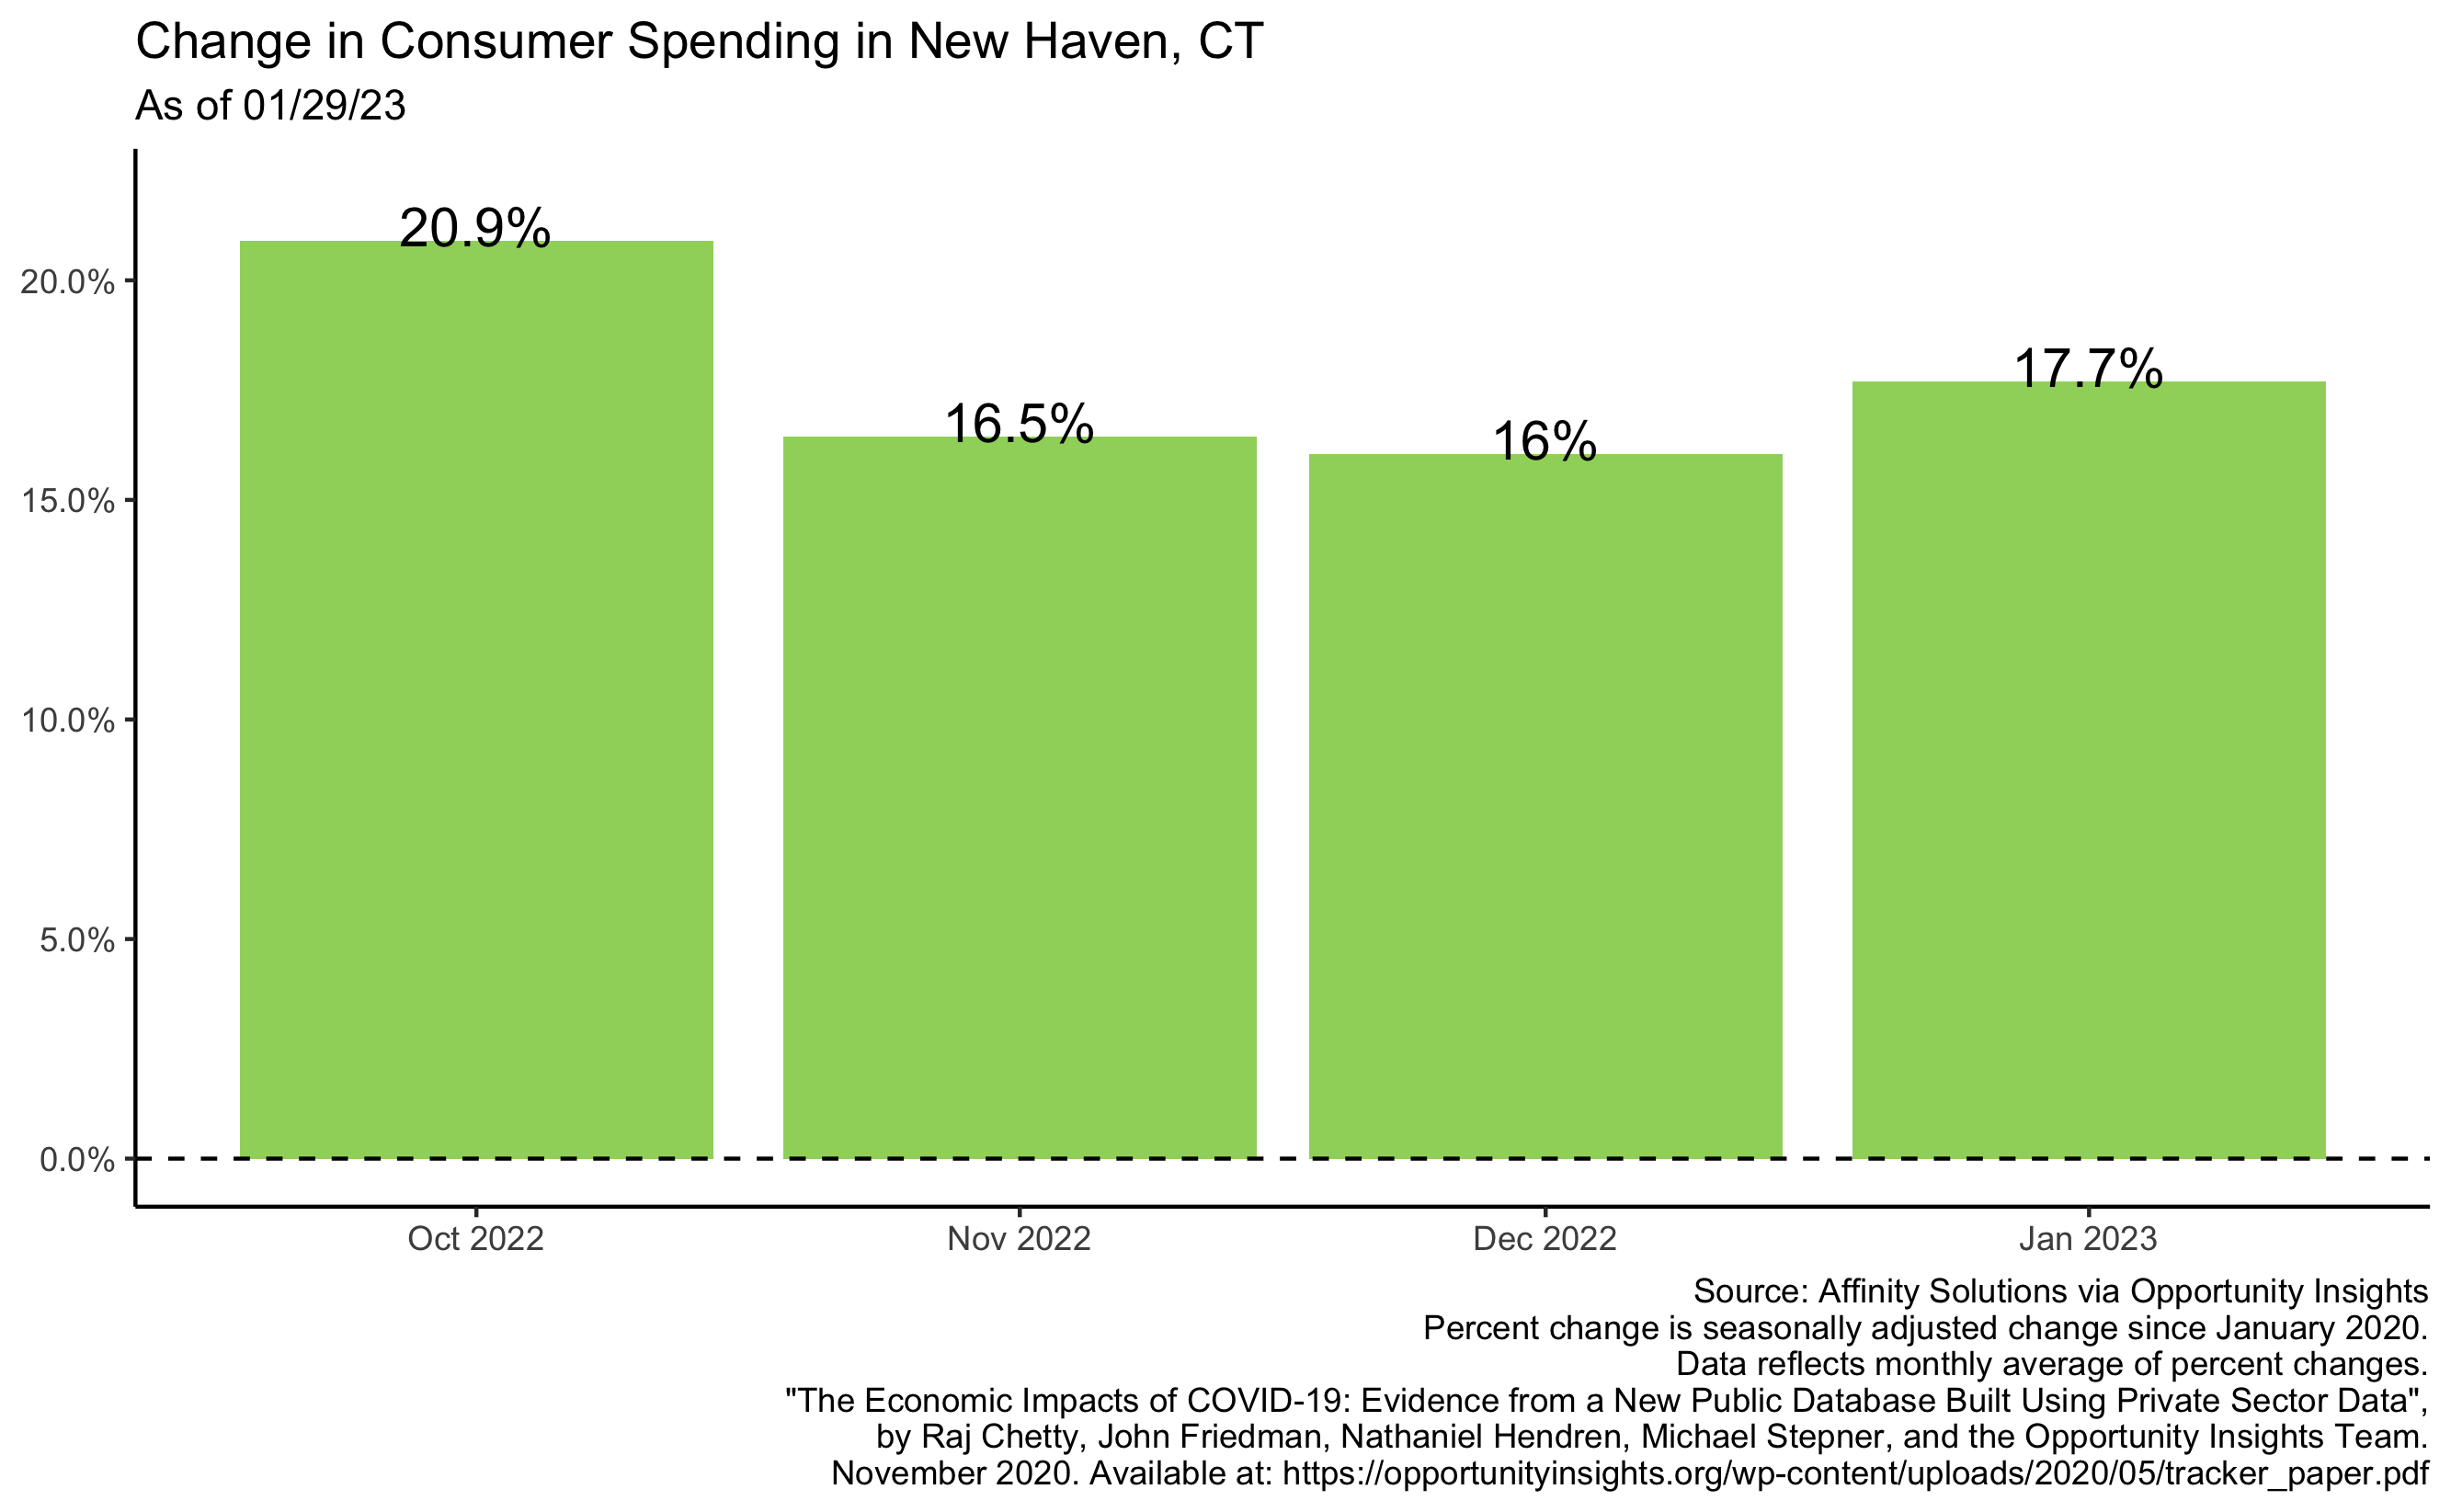 Change in Consumer Spending in New Haven, CT
As of 01/29/23
20.9%
16.5%
16%
17.7%
20.0%
15.0%
10.0%
5.0%
0.0%
Oct 2022
Nov 2022
Dec 2022
Jan 2023
Source: Affinity Solutions via Opportunity Insights
Percent change is seasonally adjusted change since January 2020.
Data reflects monthly average of percent changes.
"The Economic Impacts of COVID-19: Evidence from a New Public Database Built Using Private Sector Data",
by Raj Chetty, John Friedman, Nathaniel Hendren, Michael Stepner, and the Opportunity Insights Team.
November 2020. Available at: https://opportunityinsights.org/wp-content/uploads/2020/05/tracker_paper.pdf